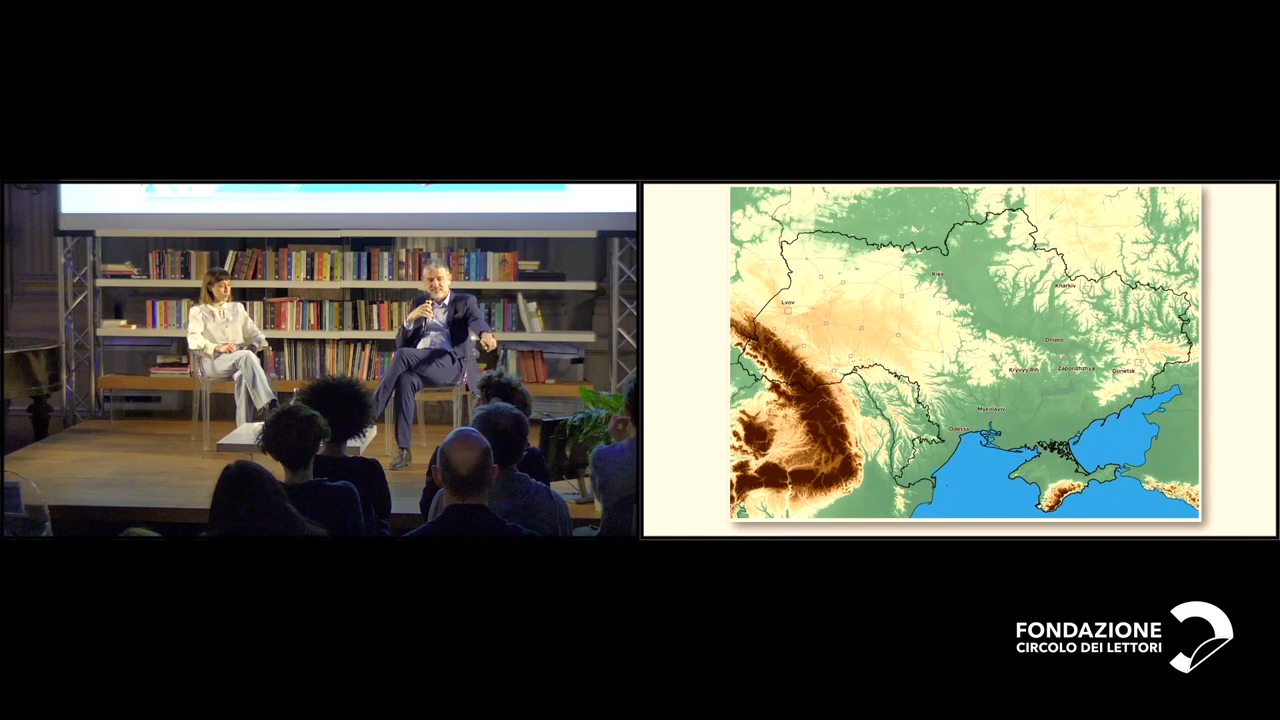 Kiev
Kharkiv
Lvov
Dnipro
Kryvyy Rih
Zaporizhzhya
Donetsk
Mykolayiv
Odessa
FONDAZIONE
CIRCOLO DEI LETTORI